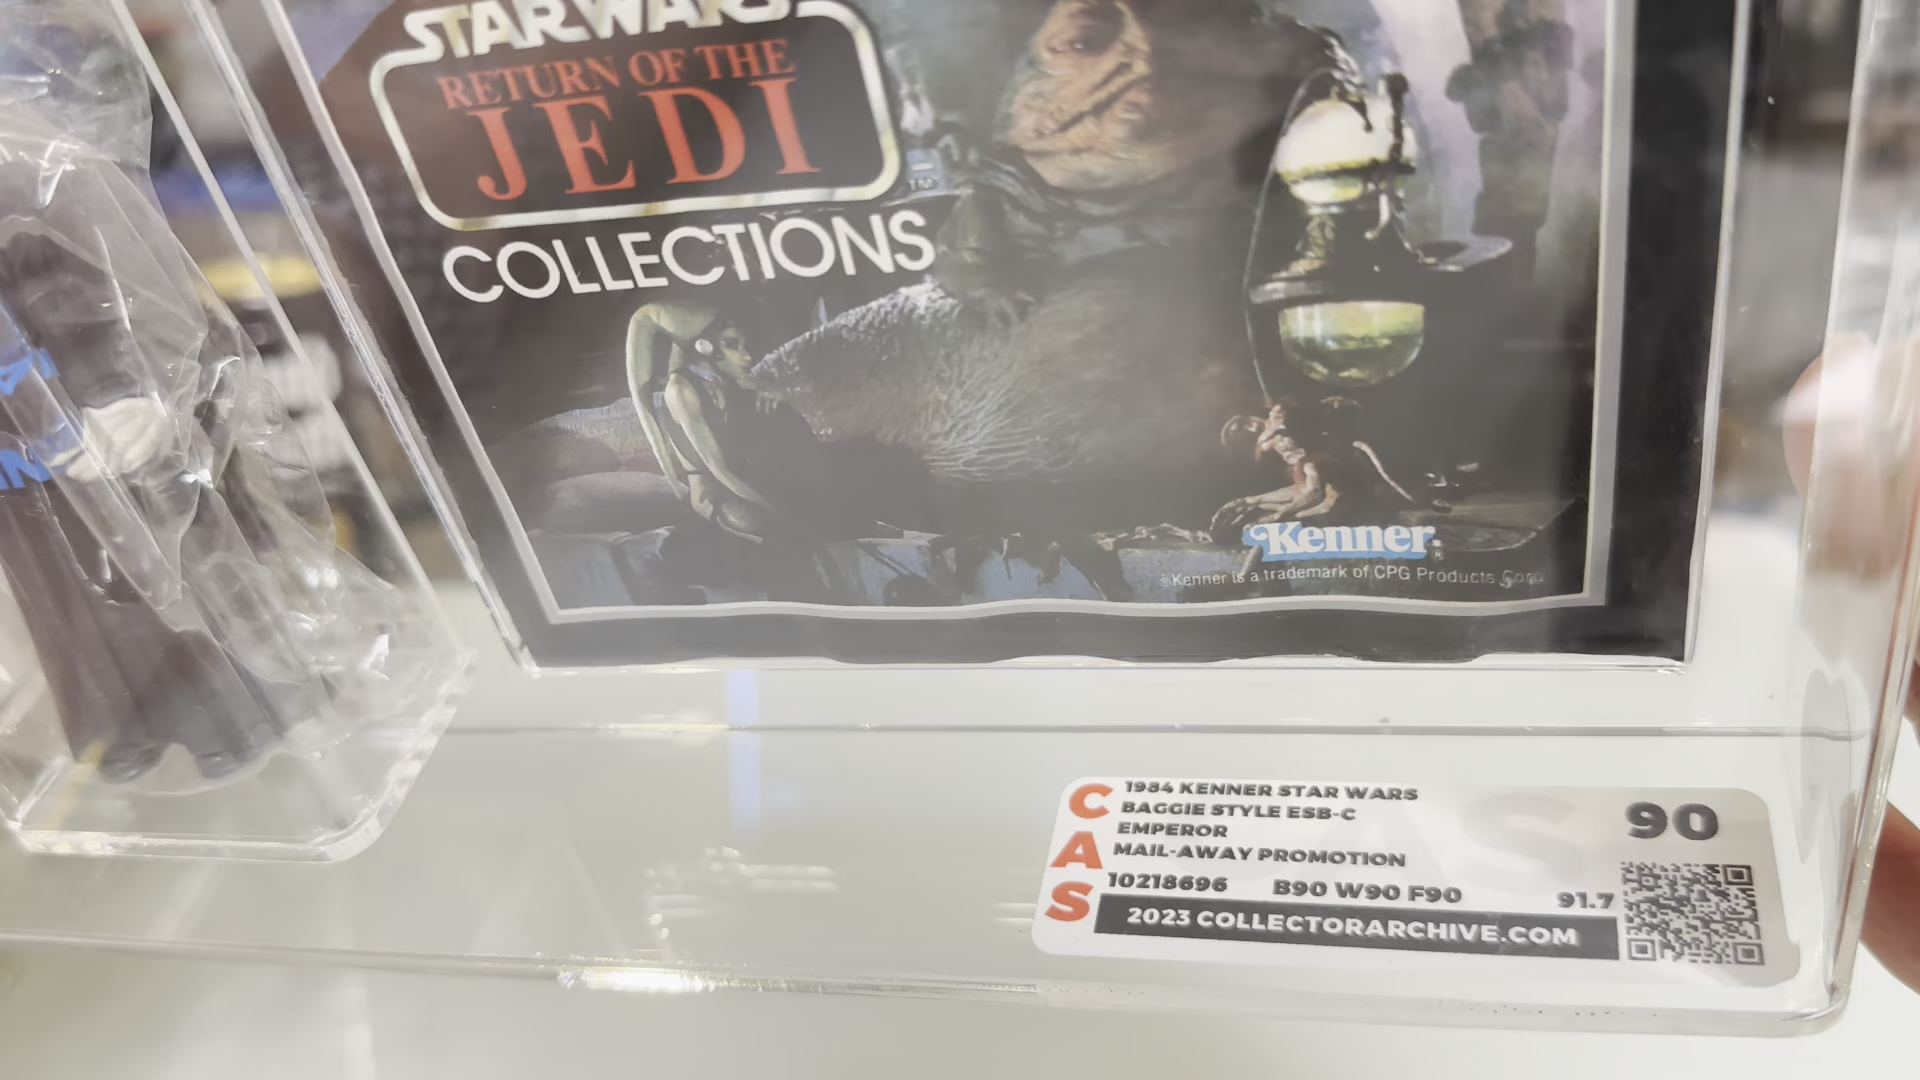 STAR WARS
RETURN OF THE
JEDI
TM
COLLECTIONS
Kenner®
Kenner is a trademark of CPG Products Corp.
C A S
1984 KENNER STAR WARS
BAGGIE STYLE ESB-C
EMPEROR
MAIL-AWAY PROMOTION
90
10218696 B90 W90 F90 91.7
2023 COLLECTORARCHIVE.COM